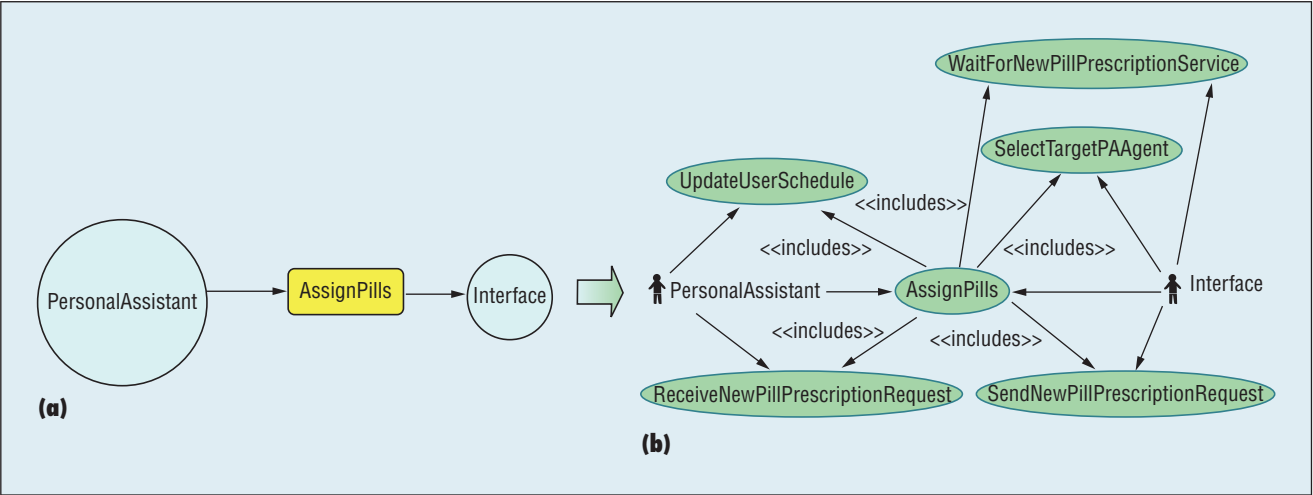 PersonalAssistant
AssignPills
Interface
(a)
WaitForNewPillPrescriptionService
SelectTargetPAAgent
UpdateUserSchedule
<<includes>>
<<includes>>
<<includes>>
PersonalAssistant
AssignPills
Interface
<<includes>>
<<includes>>
ReceiveNewPillPrescriptionRequest
SendNewPillPrescriptionRequest
(b)